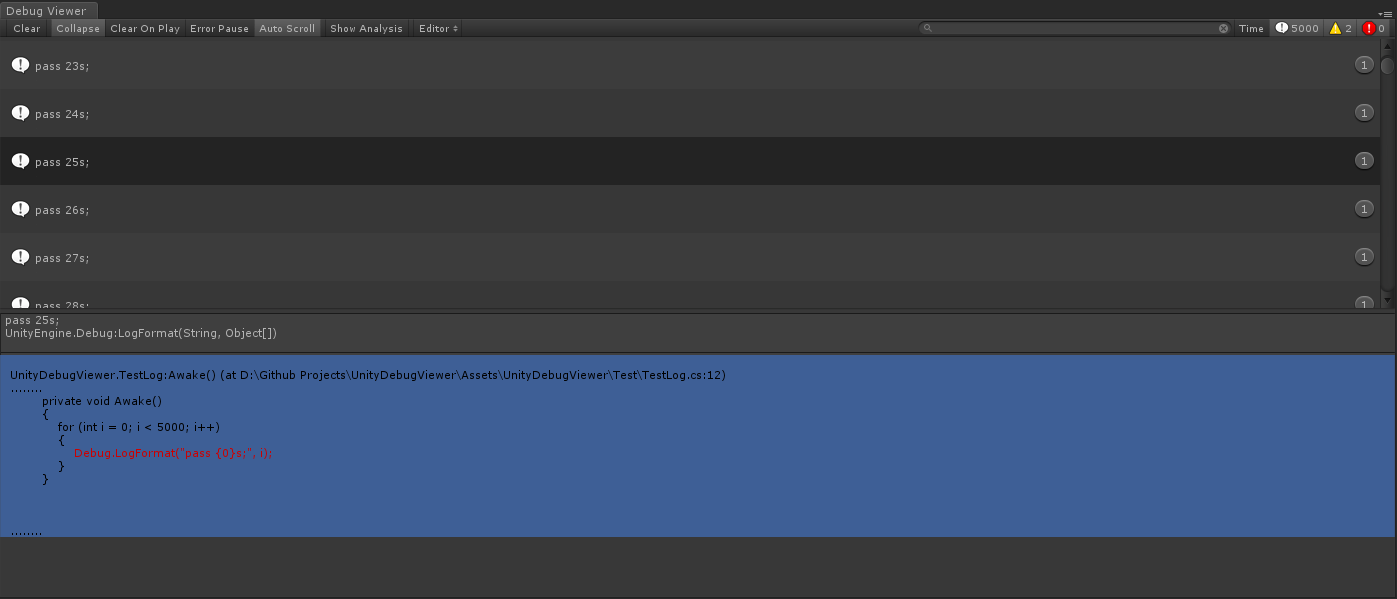 Debug Viewer
Clear Collapse Clear On Play Error Pause Auto Scroll Show Analysis Editor Time 5000 2 0
pass 23s; 1
pass 24s; 1
pass 25s; 1
pass 26s; 1
pass 27s; 1
pass 28s; 1
pass 25s;
UnityEngine.Debug:LogFormat(String, Object[])
UnityDebugViewer.TestLog:Awake() (at D:\Github Projects\UnityDebugViewer\Assets\UnityDebugViewer\Test\TestLog.cs:12)
........
private void Awake()
{
for (int i = 0; i < 5000; i++)
{
Debug.LogFormat("pass {0}s;", i);
}
}
........